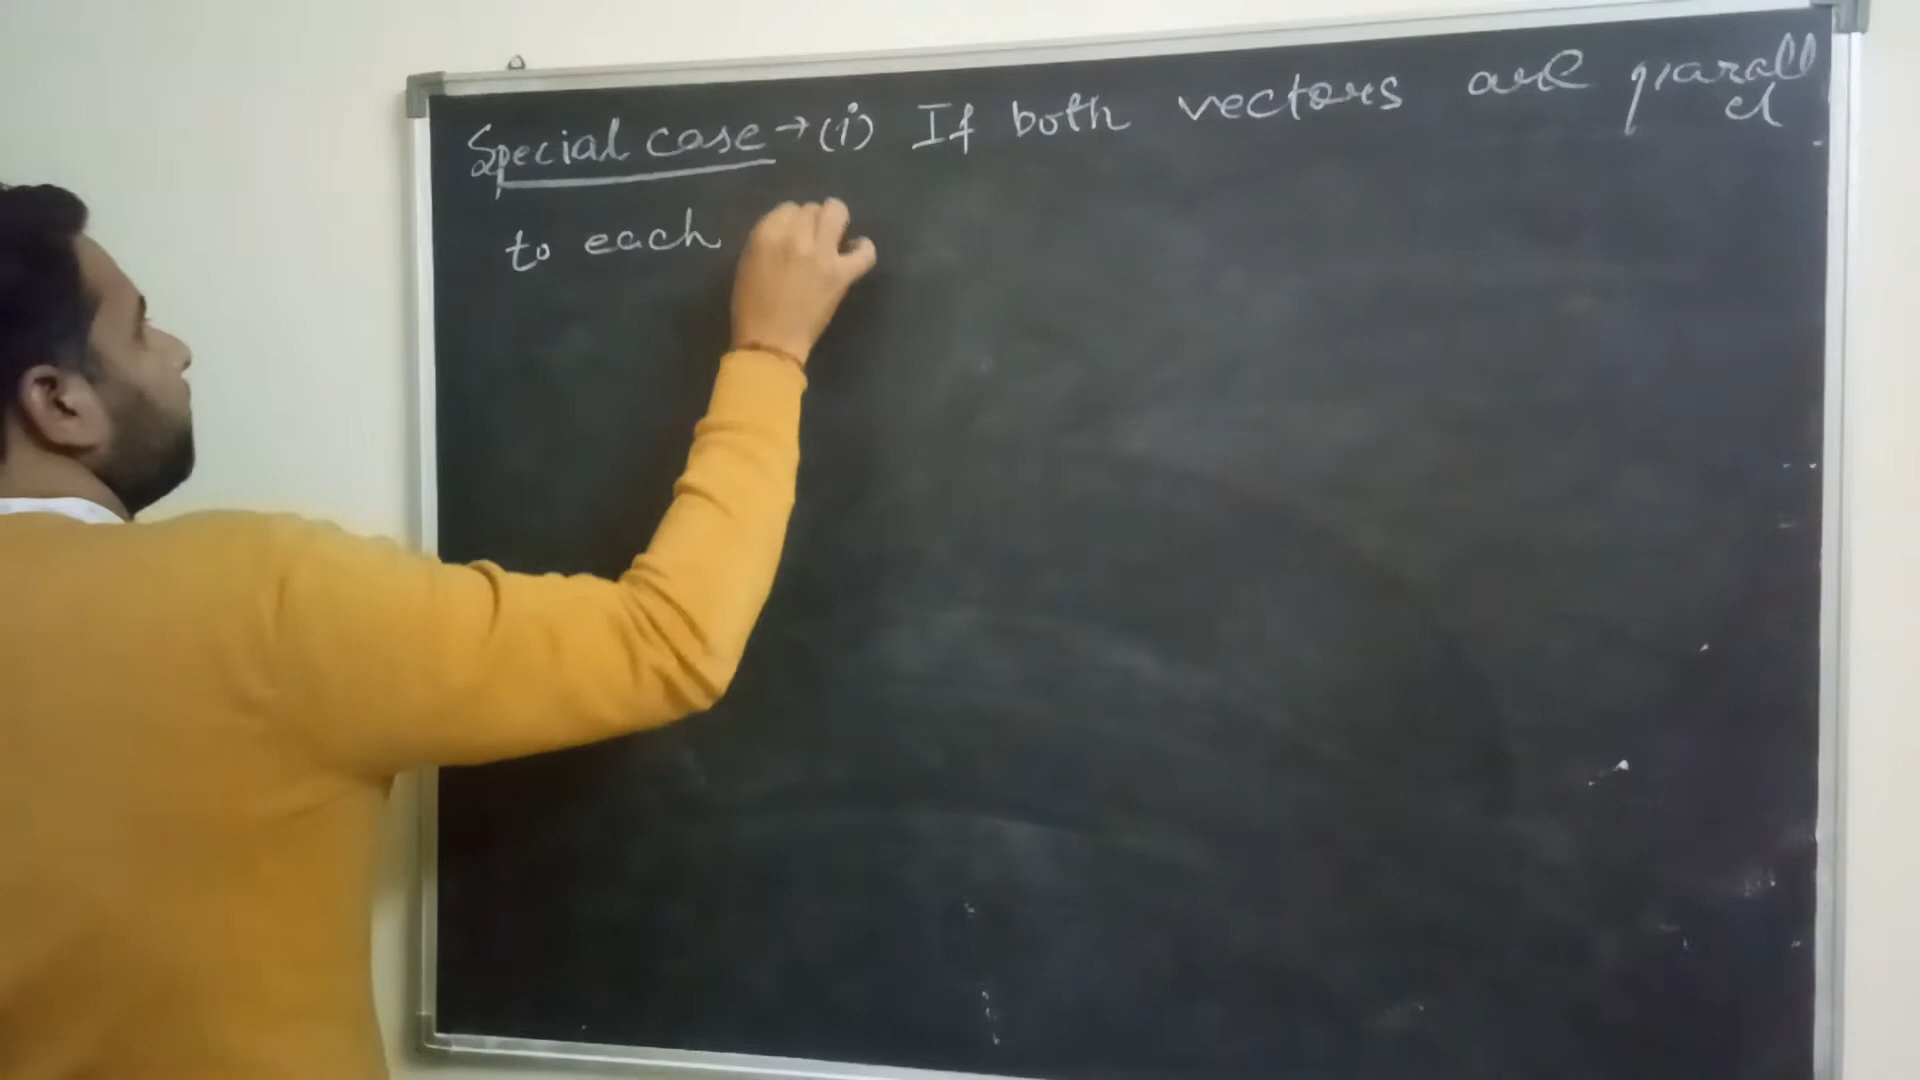 Special case → (i) If both vectors are parallel
to each